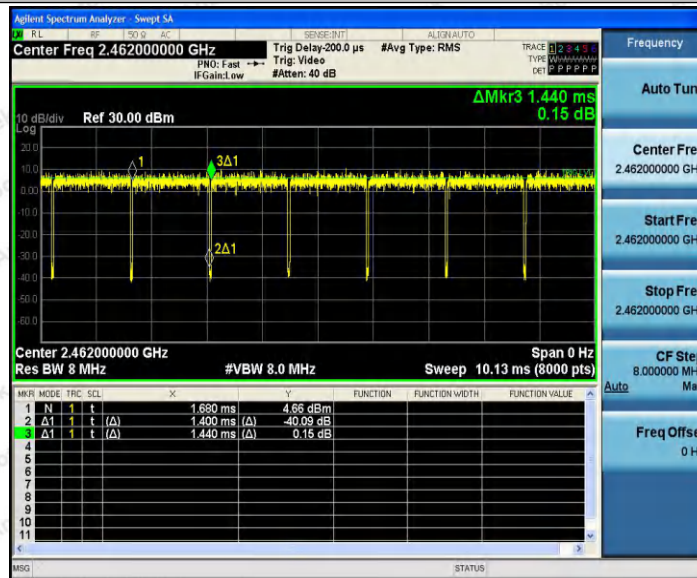 Agilent Spectrum Analyzer - Swept SA
RL RF 50 Ω AC SENSE:INT ALIGN AUTO
Center Freq 2.462000000 GHz
PNO: Fast
IFGain:Low
Trig Delay-200.0 µs
Trig: Video
#Atten: 40 dB
#Avg Type: RMS
TRACE 1 2 3 4 5 6
TYPE W
DET P P P P P P
ΔMkr3 1.440 ms
0.15 dB
10 dB/div Ref 30.00 dBm
Log
20.0
10.0
0.00
-10.0
-20.0
-30.0
-40.0
-50.0
-60.0
1
3Δ1
2Δ1
Center 2.462000000 GHz Span 0 Hz
Res BW 8 MHz #VBW 8.0 MHz Sweep 10.13 ms (8000 pts)
MKR MODE TRC SCL X Y FUNCTION FUNCTION WIDTH FUNCTION VALUE
1 N 1 t 1.680 ms 4.66 dBm
2 Δ1 1 t (Δ) 1.400 ms (Δ) -40.09 dB
3 Δ1 1 t (Δ) 1.440 ms (Δ) 0.15 dB
4
5
6
7
8
9
10
11
MSG STATUS
Frequency
Auto Tun
Center Fre
2.462000000 GH
Start Fre
2.462000000 GH
Stop Fre
2.462000000 GH
CF Ste
8.000000 MH
Auto Ma
Freq Offse
0 H